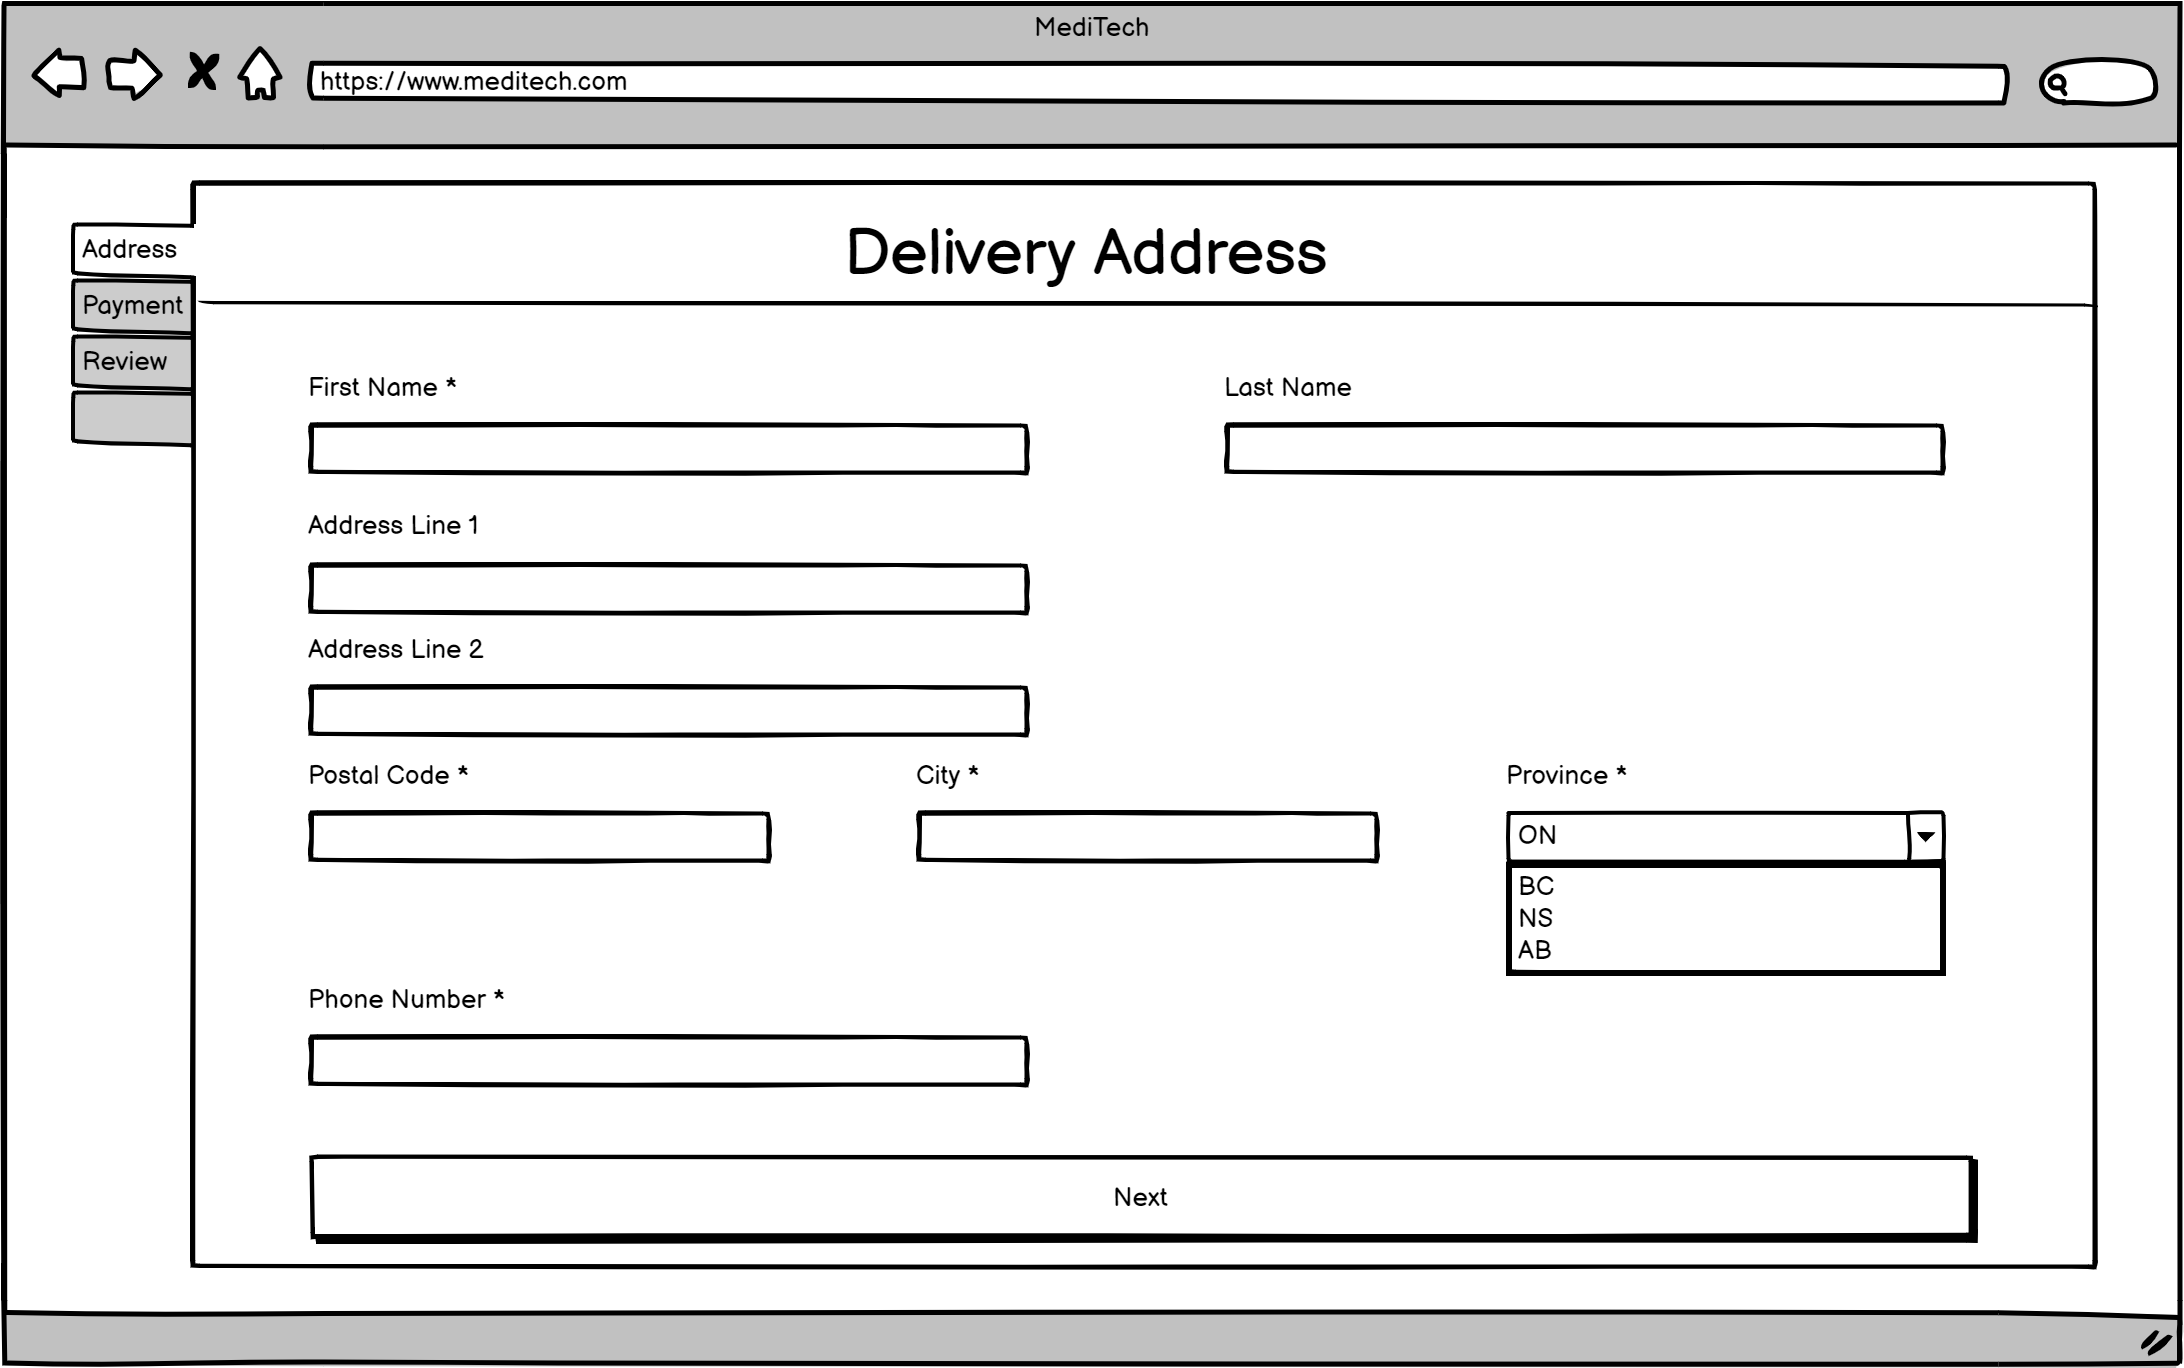 MediTech
https://www.meditech.com
Delivery Address
Address
Payment
Review
First Name *
Last Name
Address Line 1
Address Line 2
Postal Code *
City *
Province *
ON
BC
NS
AB
Phone Number *
Next